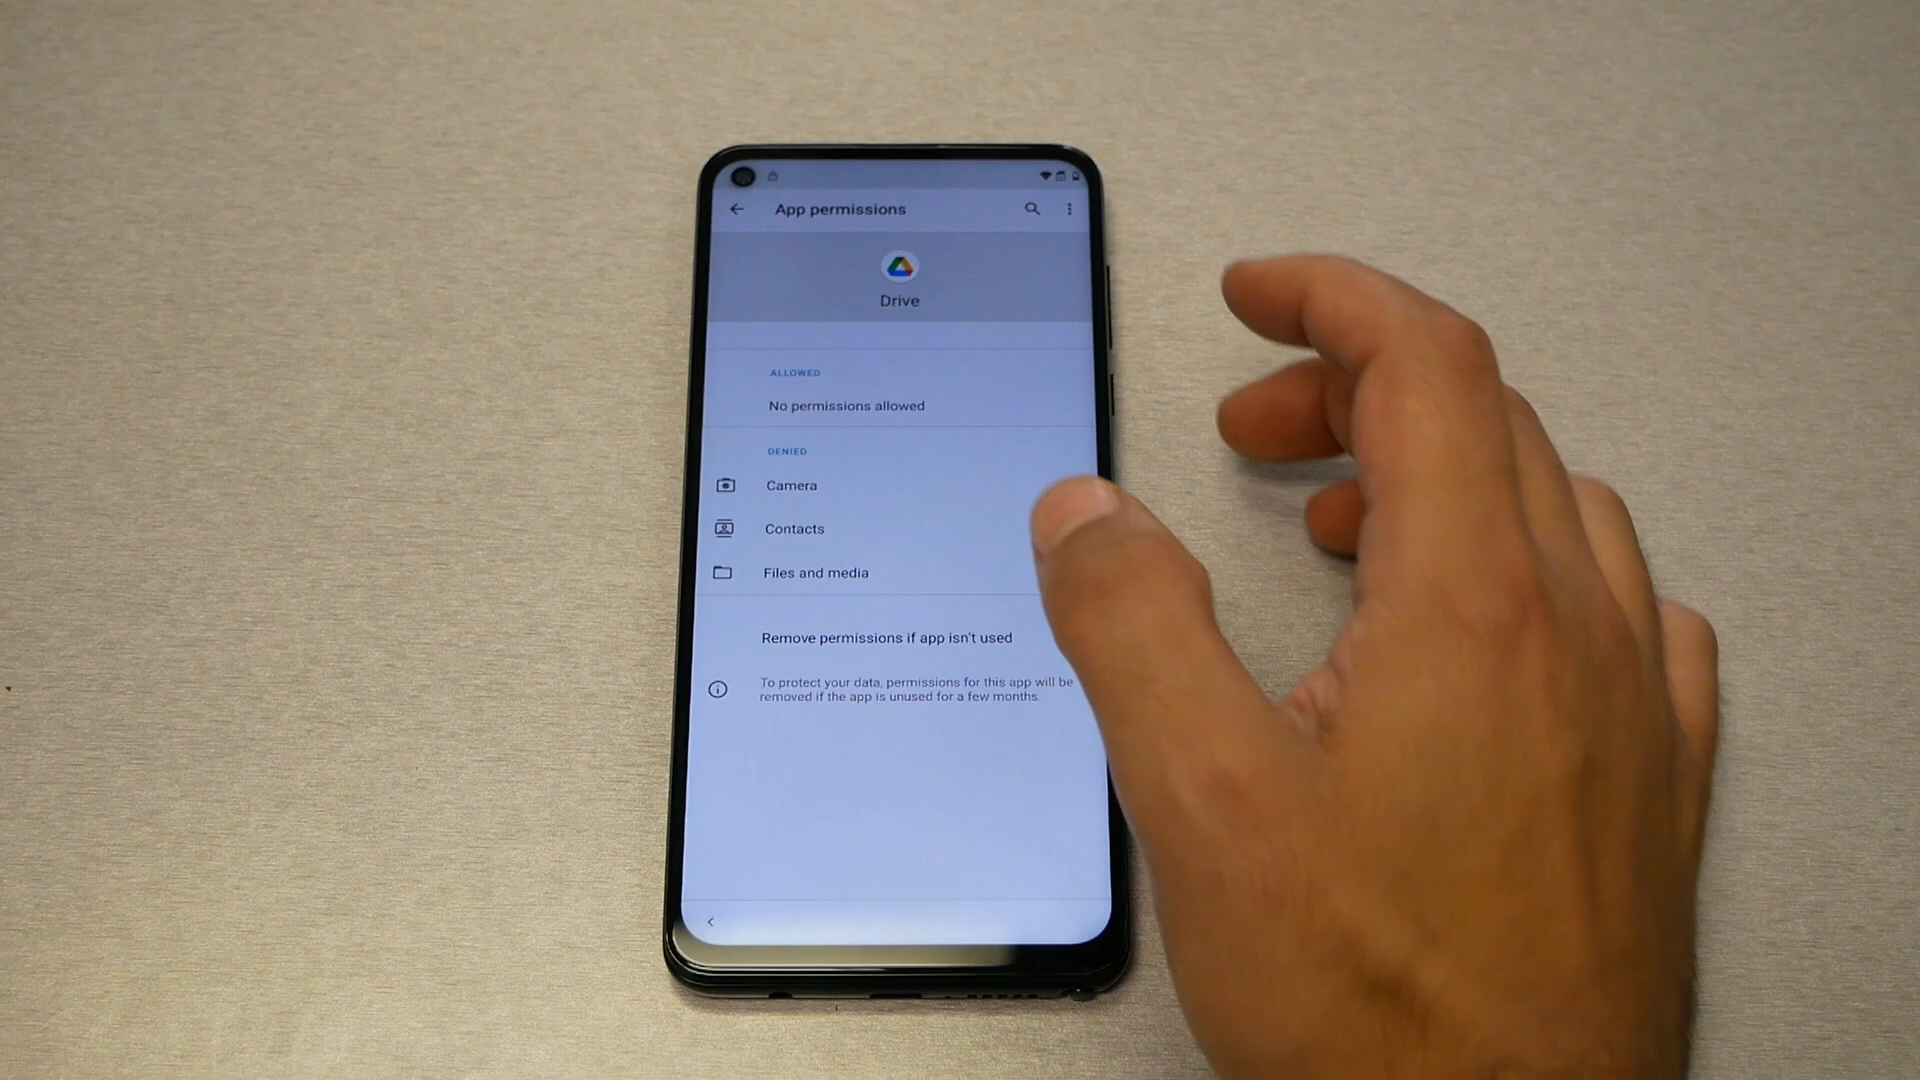 App permissions
Drive
ALLOWED
No permissions allowed
DENIED
Camera
Contacts
Files and media
Remove permissions if app isn't used
To protect your data, permissions for this app will be
removed if the app is unused for a few months.